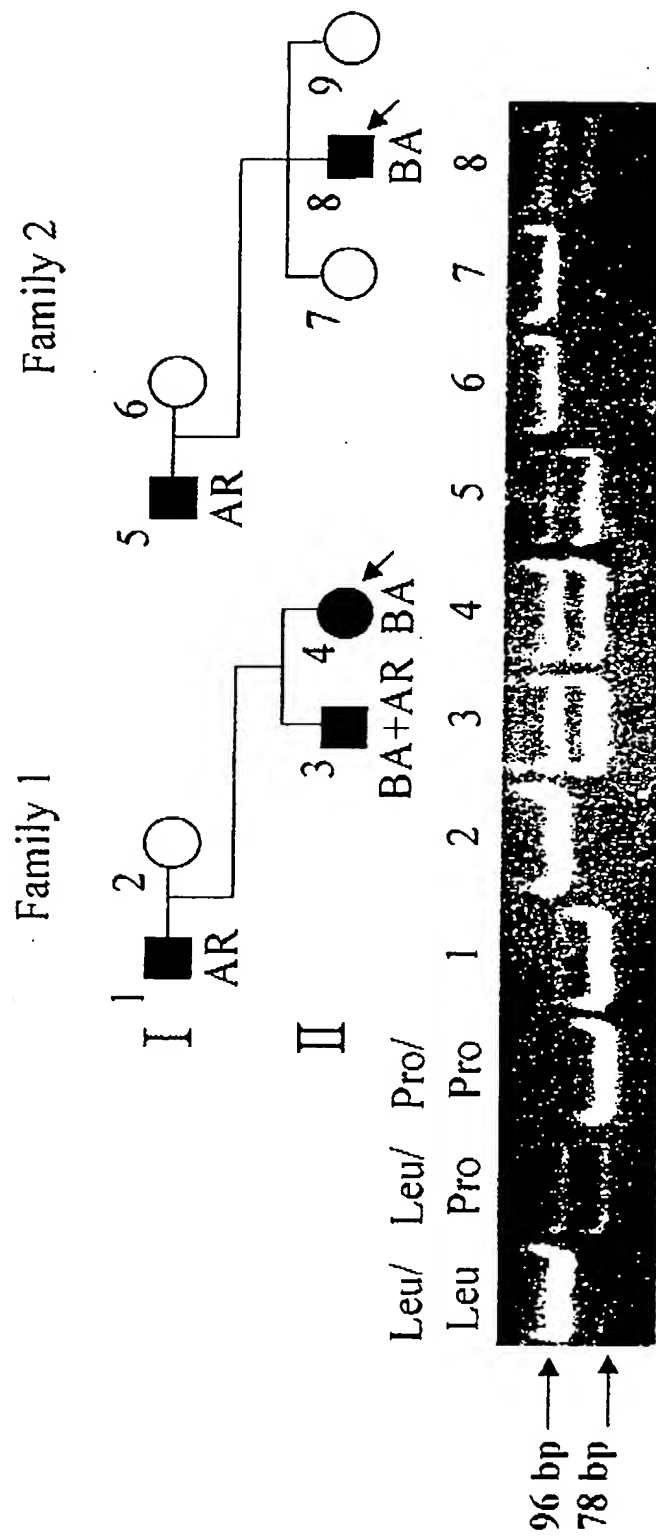 Family 1 Family 2
1 2 5 6
I
AR AR
3 4 7 8 9
II
BA+AR BA BA
Leu/ Leu/ Pro/
Leu Pro Pro 1 2 3 4 5 6 7 8
96 bp
78 bp